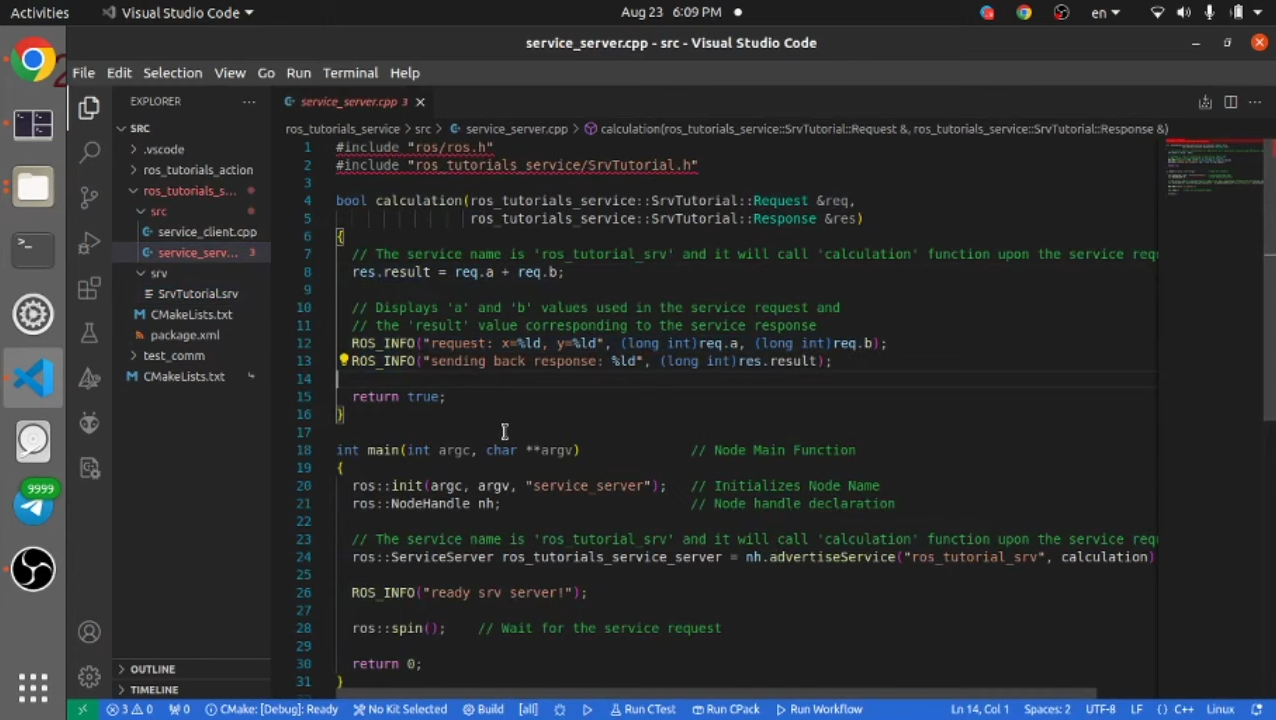 Activities Visual Studio Code Aug 23 6:09 PM en
service_server.cpp - src - Visual Studio Code
File Edit Selection View Go Run Terminal Help
EXPLORER
SRC
.vscode
ros_tutorials_action
ros_tutorials_s...
src
service_client.cpp
service_serv... 3
srv
SrvTutorial.srv
CMakeLists.txt
package.xml
test_comm
CMakeLists.txt
OUTLINE
TIMELINE
9999
service_server.cpp 3
ros_tutorials_service > src > service_server.cpp > calculation(ros_tutorials_service::SrvTutorial::Request &, ros_tutorials_service::SrvTutorial::Response &)
1 #include "ros/ros.h"
2 #include "ros_tutorials_service/SrvTutorial.h"
3
4 bool calculation(ros_tutorials_service::SrvTutorial::Request &req,
5 ros_tutorials_service::SrvTutorial::Response &res)
6 {
7 // The service name is 'ros_tutorial_srv' and it will call 'calculation' function upon the service req
8 res.result = req.a + req.b;
9
10 // Displays 'a' and 'b' values used in the service request and
11 // the 'result' value corresponding to the service response
12 ROS_INFO("request: x=%ld, y=%ld", (long int)req.a, (long int)req.b);
13 ROS_INFO("sending back response: %ld", (long int)res.result);
14
15 return true;
16 }
17
18 int main(int argc, char **argv) // Node Main Function
19 {
20 ros::init(argc, argv, "service_server"); // Initializes Node Name
21 ros::NodeHandle nh; // Node handle declaration
22
23 // The service name is 'ros_tutorial_srv' and it will call 'calculation' function upon the service req
24 ros::ServiceServer ros_tutorials_service_server = nh.advertiseService("ros_tutorial_srv", calculation)
25
26 ROS_INFO("ready srv server!");
27
28 ros::spin(); // Wait for the service request
29
30 return 0;
31 }
3 0 0 CMake: [Debug]: Ready No Kit Selected Build [all] Run CTest Run CPack Run Workflow Ln 14, Col 1 Spaces: 2 UTF-8 LF {} C++ Linux